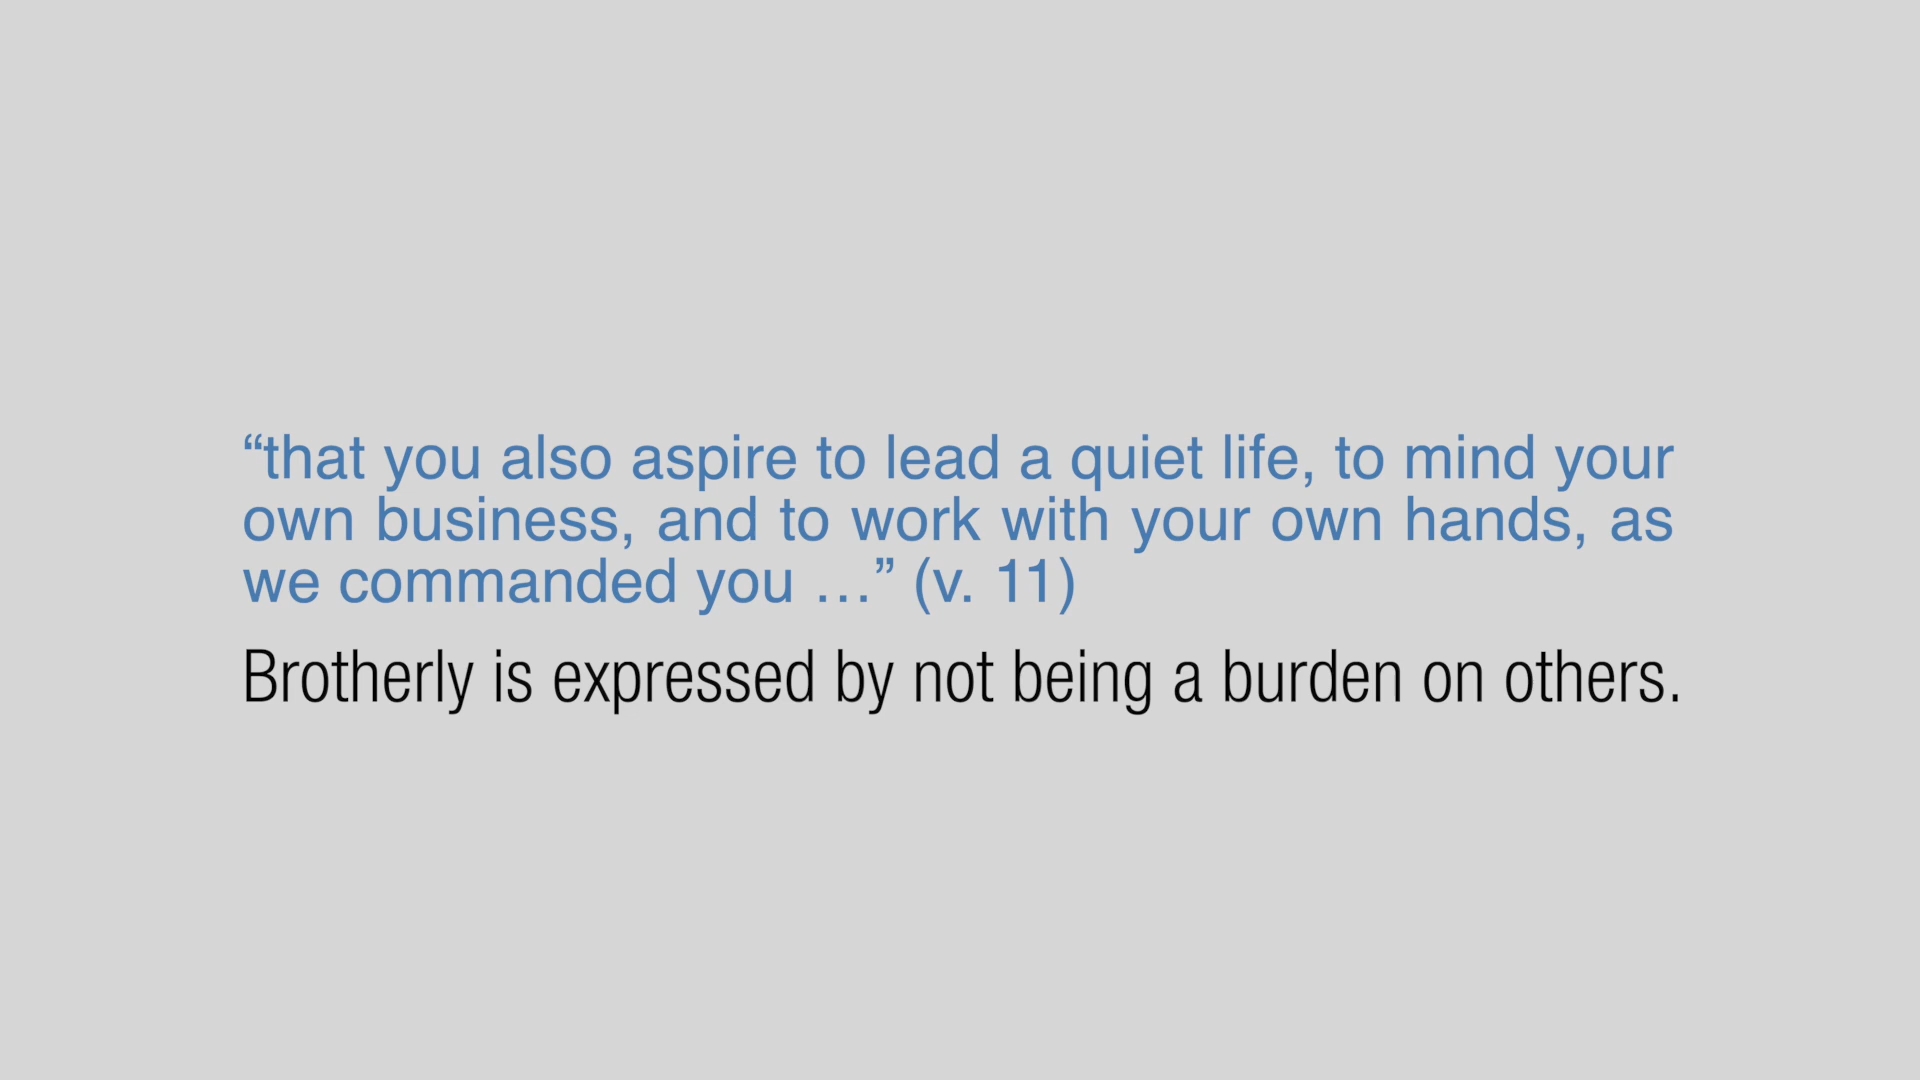 “that you also aspire to lead a quiet life, to mind your
own business, and to work with your own hands, as
we commanded you …” (v. 11)
Brotherly is expressed by not being a burden on others.